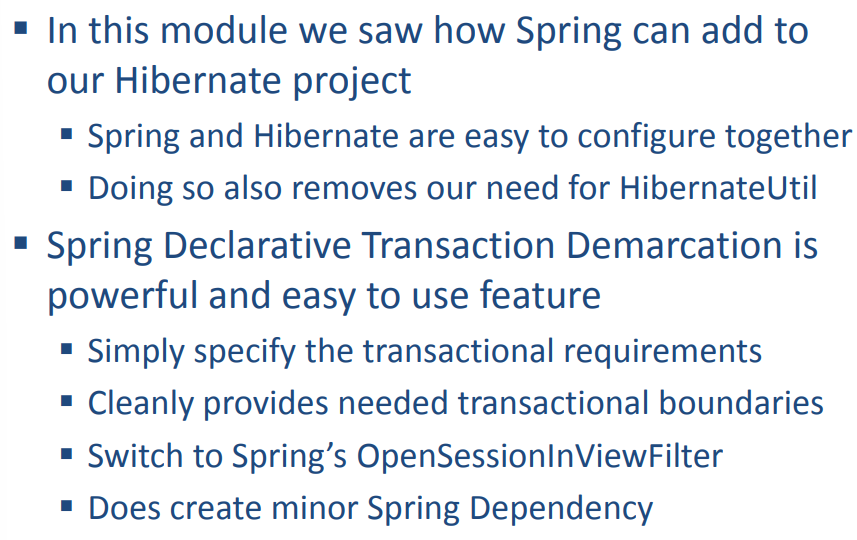 ▪ In this module we saw how Spring can add to
our Hibernate project
▪ Spring and Hibernate are easy to configure together
▪ Doing so also removes our need for HibernateUtil
▪ Spring Declarative Transaction Demarcation is
powerful and easy to use feature
▪ Simply specify the transactional requirements
▪ Cleanly provides needed transactional boundaries
▪ Switch to Spring’s OpenSessionInViewFilter
▪ Does create minor Spring Dependency